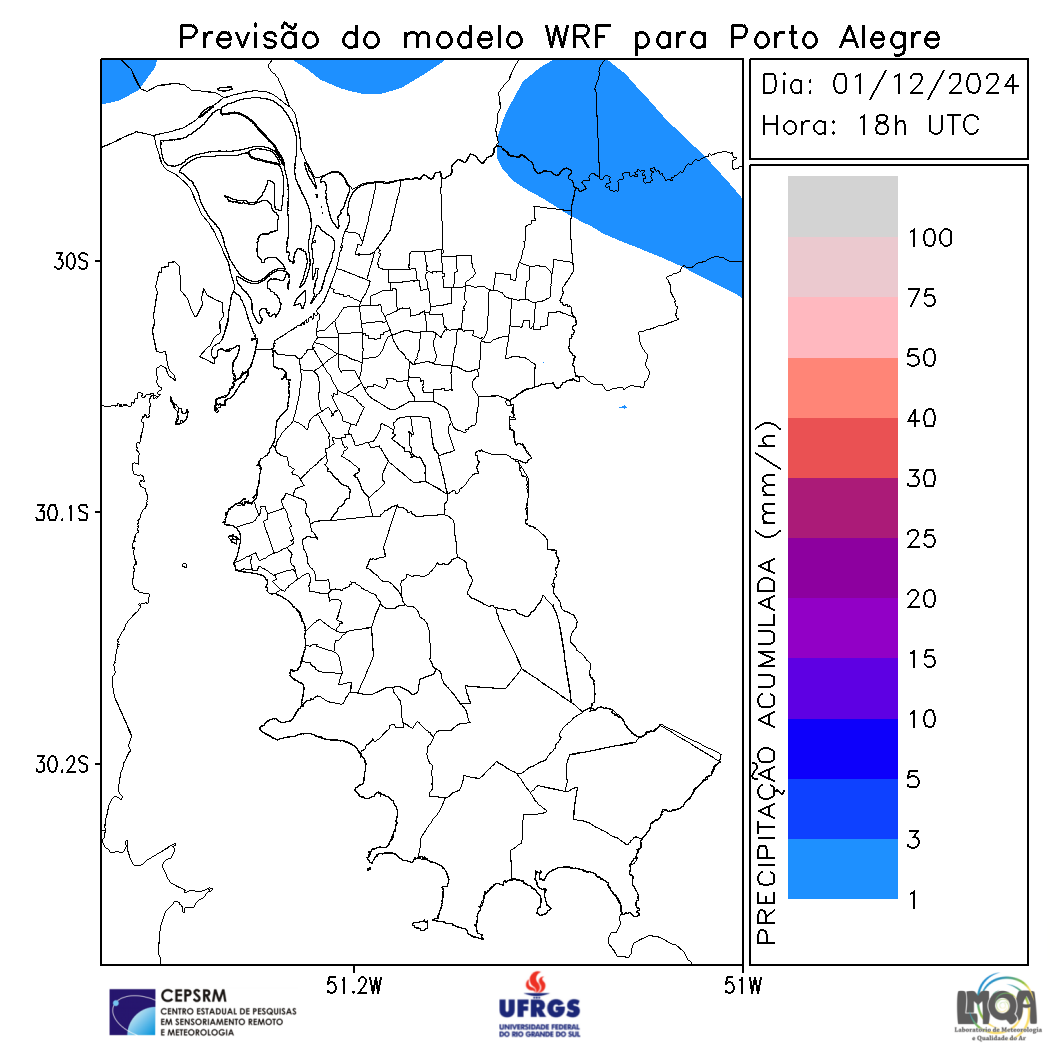 Previsão do modelo WRF para Porto Alegre
Dia: 01/12/2024
Hora: 18h UTC
30S
30.1S
30.2S
51.2W
51W
PRECIPITAÇÃO ACUMULADA (mm/h)
100
75
50
40
30
25
20
15
10
5
3
1
CEPSRM
CENTRO ESTADUAL DE PESQUISAS
EM SENSORIAMENTO REMOTO
E METEOROLOGIA
UFRGS
UNIVERSIDADE FEDERAL
DO RIO GRANDE DO SUL
LMQA
Laboratório de Meteorologia
e Qualidade do Ar